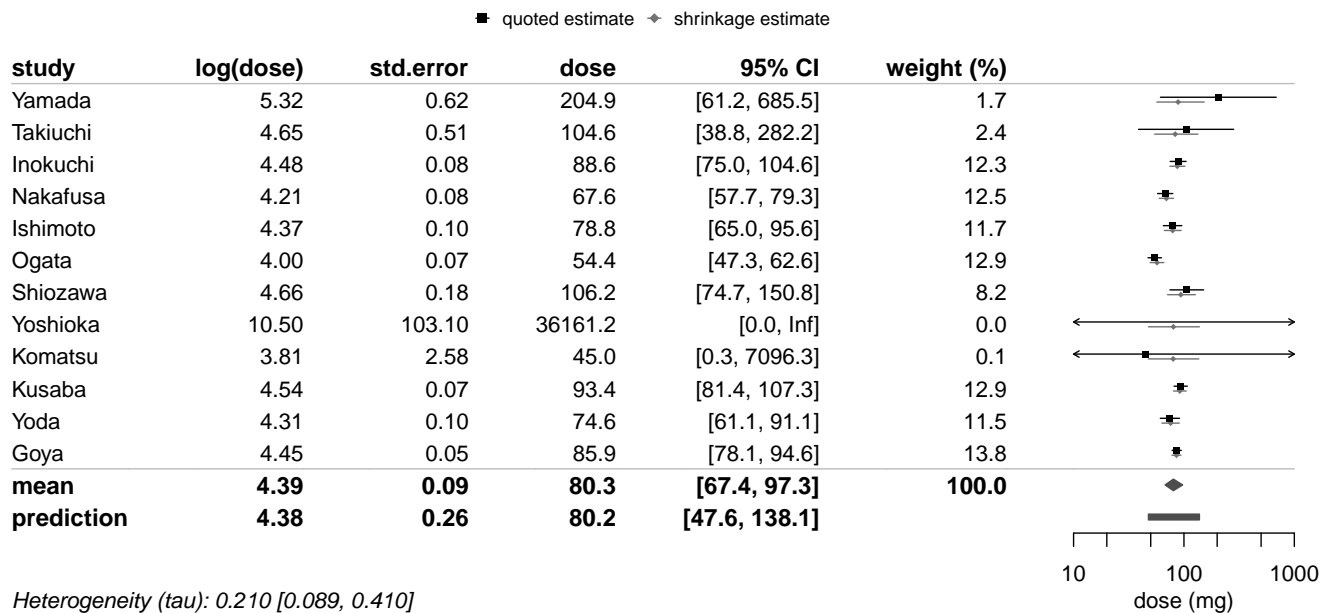 quoted estimate shrinkage estimate
study log(dose) std.error dose 95% CI weight (%)
Yamada 5.32 0.62 204.9 [61.2, 685.5] 1.7
Takiuchi 4.65 0.51 104.6 [38.8, 282.2] 2.4
Inokuchi 4.48 0.08 88.6 [75.0, 104.6] 12.3
Nakafusa 4.21 0.08 67.6 [57.7, 79.3] 12.5
Ishimoto 4.37 0.10 78.8 [65.0, 95.6] 11.7
Ogata 4.00 0.07 54.4 [47.3, 62.6] 12.9
Shiozawa 4.66 0.18 106.2 [74.7, 150.8] 8.2
Yoshioka 10.50 103.10 36161.2 [0.0, Inf] 0.0
Komatsu 3.81 2.58 45.0 [0.3, 7096.3] 0.1
Kusaba 4.54 0.07 93.4 [81.4, 107.3] 12.9
Yoda 4.31 0.10 74.6 [61.1, 91.1] 11.5
Goya 4.45 0.05 85.9 [78.1, 94.6] 13.8
mean 4.39 0.09 80.3 [67.4, 97.3] 100.0
prediction 4.38 0.26 80.2 [47.6, 138.1]
10 100 1000
dose (mg)
Heterogeneity (tau): 0.210 [0.089, 0.410]